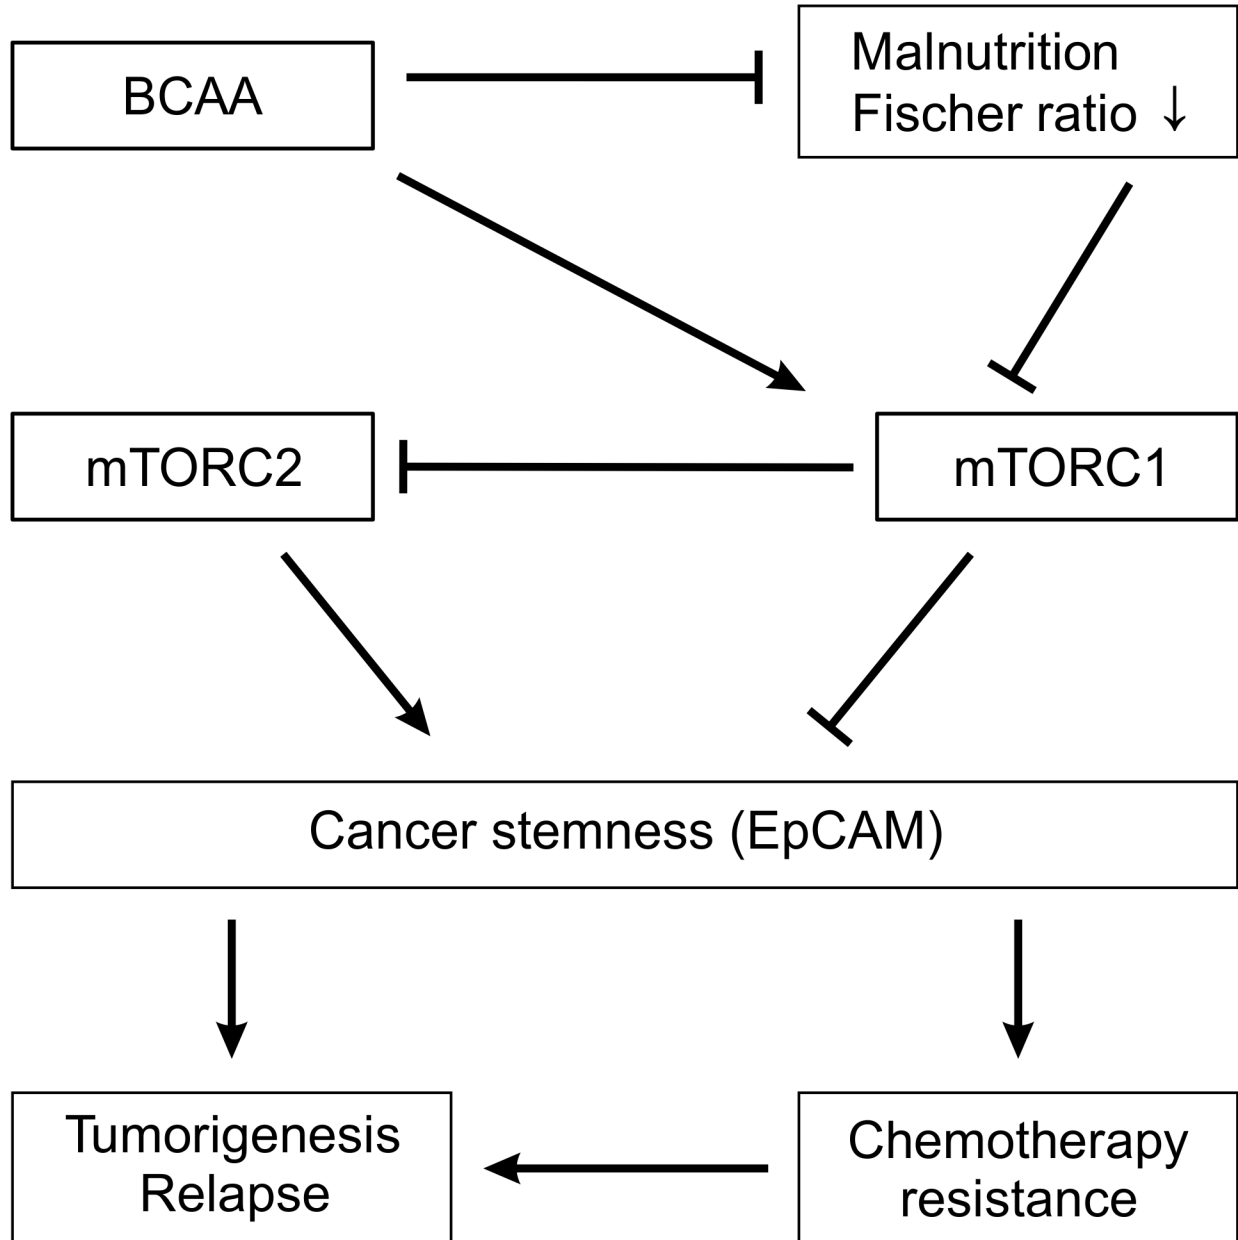 BCAA
Malnutrition
Fischer ratio ↓
mTORC2
mTORC1
Cancer stemness (EpCAM)
Tumorigenesis
Relapse
Chemotherapy
resistance